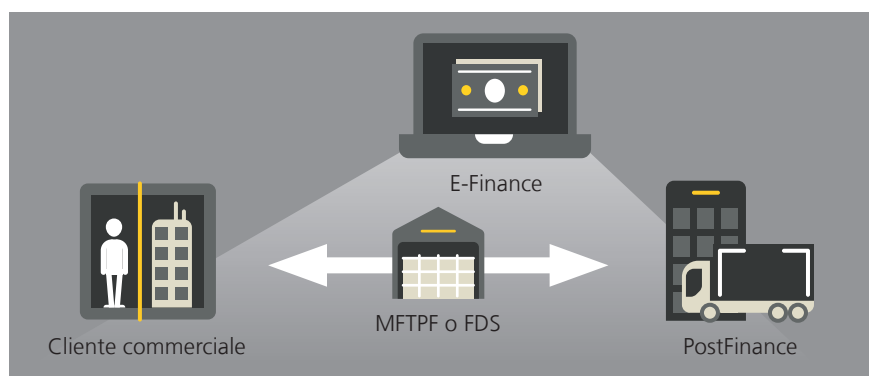 E-Finance
MFTPF o FDS
Cliente commerciale
PostFinance